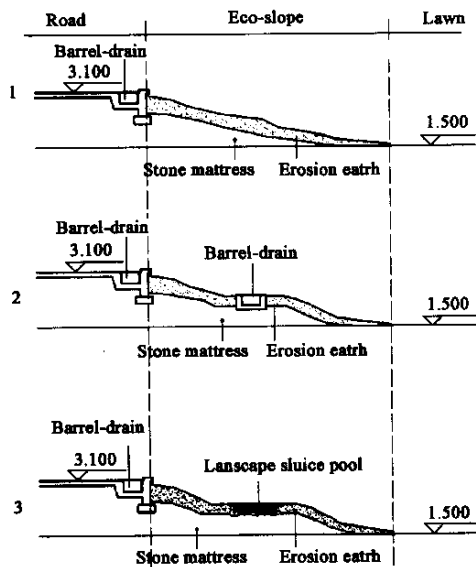 Road Eco-slope Lawn
Barrel-drain
3.100
1
1.500
Stone mattress Erosion eatrh
Barrel-drain
3.100
Barrel-drain
2
1.500
Stone mattress Erosion eatrh
Barrel-drain
3.100
Lanscape sluice pool
3
1.500
Stone mattress Erosion eatrh